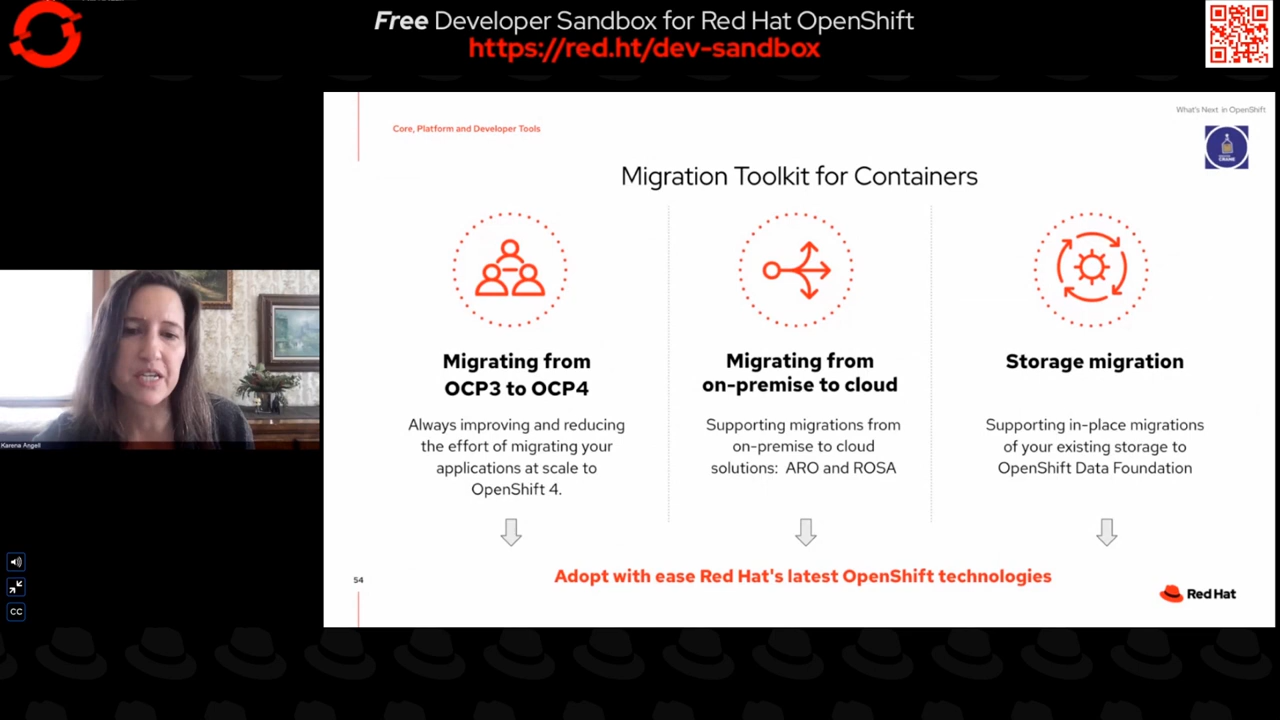 Free Developer Sandbox for Red Hat OpenShift
https://red.ht/dev-sandbox
What's Next in OpenShift
Core, Platform and Developer Tools
CRANE
Migration Toolkit for Containers
Migrating from
OCP3 to OCP4
Always improving and reducing
the effort of migrating your
applications at scale to
OpenShift 4.
Migrating from
on-premise to cloud
Supporting migrations from
on-premise to cloud
solutions: ARO and ROSA
Storage migration
Supporting in-place migrations
of your existing storage to
OpenShift Data Foundation
Karena Angell
CC
54
Adopt with ease Red Hat's latest OpenShift technologies
Red Hat